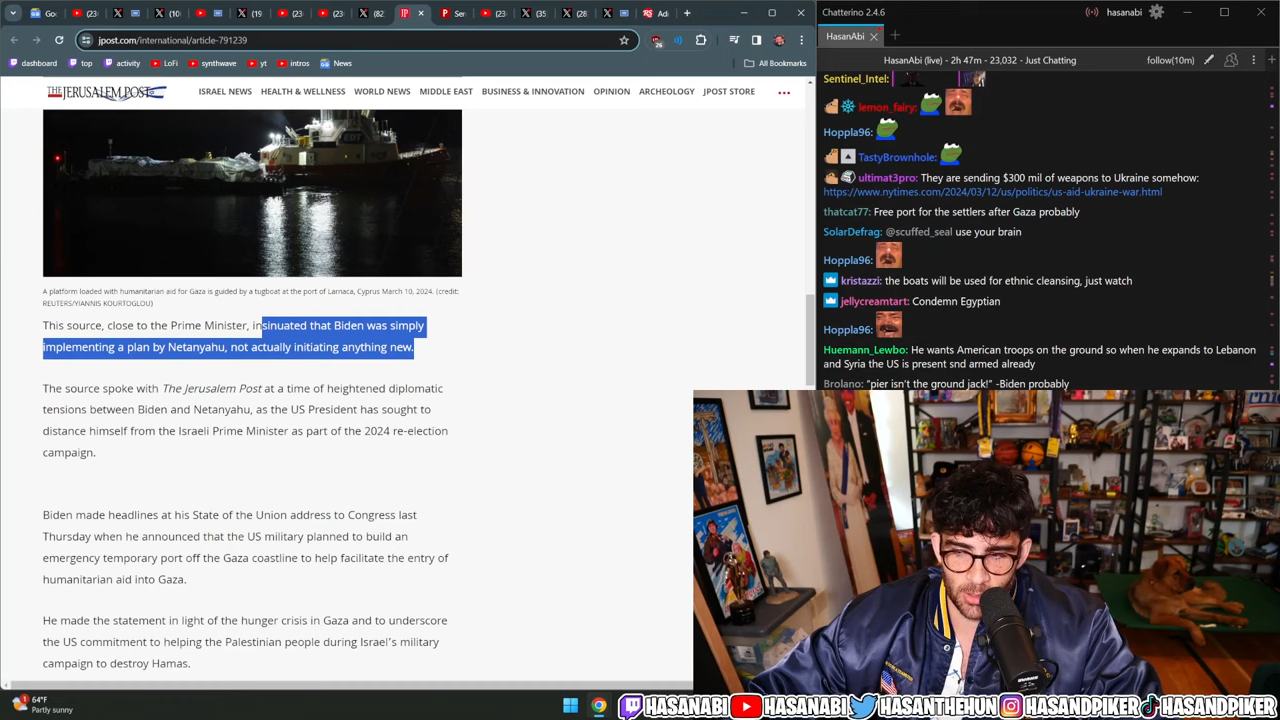 Goo
(23
(10
(19
(23
(82
JP
Ser
(23
(35
(28
Adi
jpost.com/international/article-791239
26
dashboard
top
activity
LoFi
synthwave
yt
intros
News
All Bookmarks
THE JERUSALEM POST
ISRAEL NEWS
HEALTH & WELLNESS
WORLD NEWS
MIDDLE EAST
BUSINESS & INNOVATION
OPINION
ARCHEOLOGY
JPOST STORE
EDT
A platform loaded with humanitarian aid for Gaza is guided by a tugboat at the port of Larnaca, Cyprus March 10, 2024. (credit:
REUTERS/YIANNIS KOURTOGLOU)
This source, close to the Prime Minister, insinuated that Biden was simply
implementing a plan by Netanyahu, not actually initiating anything new.
The source spoke with The Jerusalem Post at a time of heightened diplomatic
tensions between Biden and Netanyahu, as the US President has sought to
distance himself from the Israeli Prime Minister as part of the 2024 re-election
campaign.
Biden made headlines at his State of the Union address to Congress last
Thursday when he announced that the US military planned to build an
emergency temporary port off the Gaza coastline to help facilitate the entry of
humanitarian aid into Gaza.
He made the statement in light of the hunger crisis in Gaza and to underscore
the US commitment to helping the Palestinian people during Israel's military
campaign to destroy Hamas.
Chatterino 2.4.6
hasanabi
HasanAbi
HasanAbi (live) - 2h 47m - 23,032 - Just Chatting
follow(10m)
Sentinel_Intel:
lemon_fairy:
Hoppla96:
TastyBrownhole:
ultimat3pro: They are sending $300 mil of weapons to Ukraine somehow:
https://www.nytimes.com/2024/03/12/us/politics/us-aid-ukraine-war.html
thatcat77: Free port for the settlers after Gaza probably
SolarDefrag: @scuffed_seal use your brain
Hoppla96:
kristazzi: the boats will be used for ethnic cleansing, just watch
jellycreamtart: Condemn Egyptian
Hoppla96:
Huemann_Lewbo: He wants American troops on the ground so when he expands to Lebanon
and Syria the US is present snd armed already
Brolano: "pier isn't the ground jack!" -Biden probably
1
64°F
Partly sunny
HASANABI
HASANABI
HASANTHEHUN
HASANDPIKER
HASANDPIKER